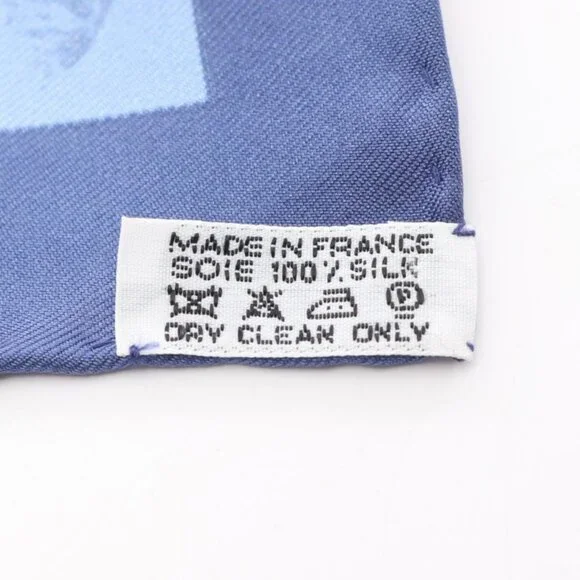 MADE IN FRANCE
SOIE 100% SILK
P
DRY CLEAN ONLY